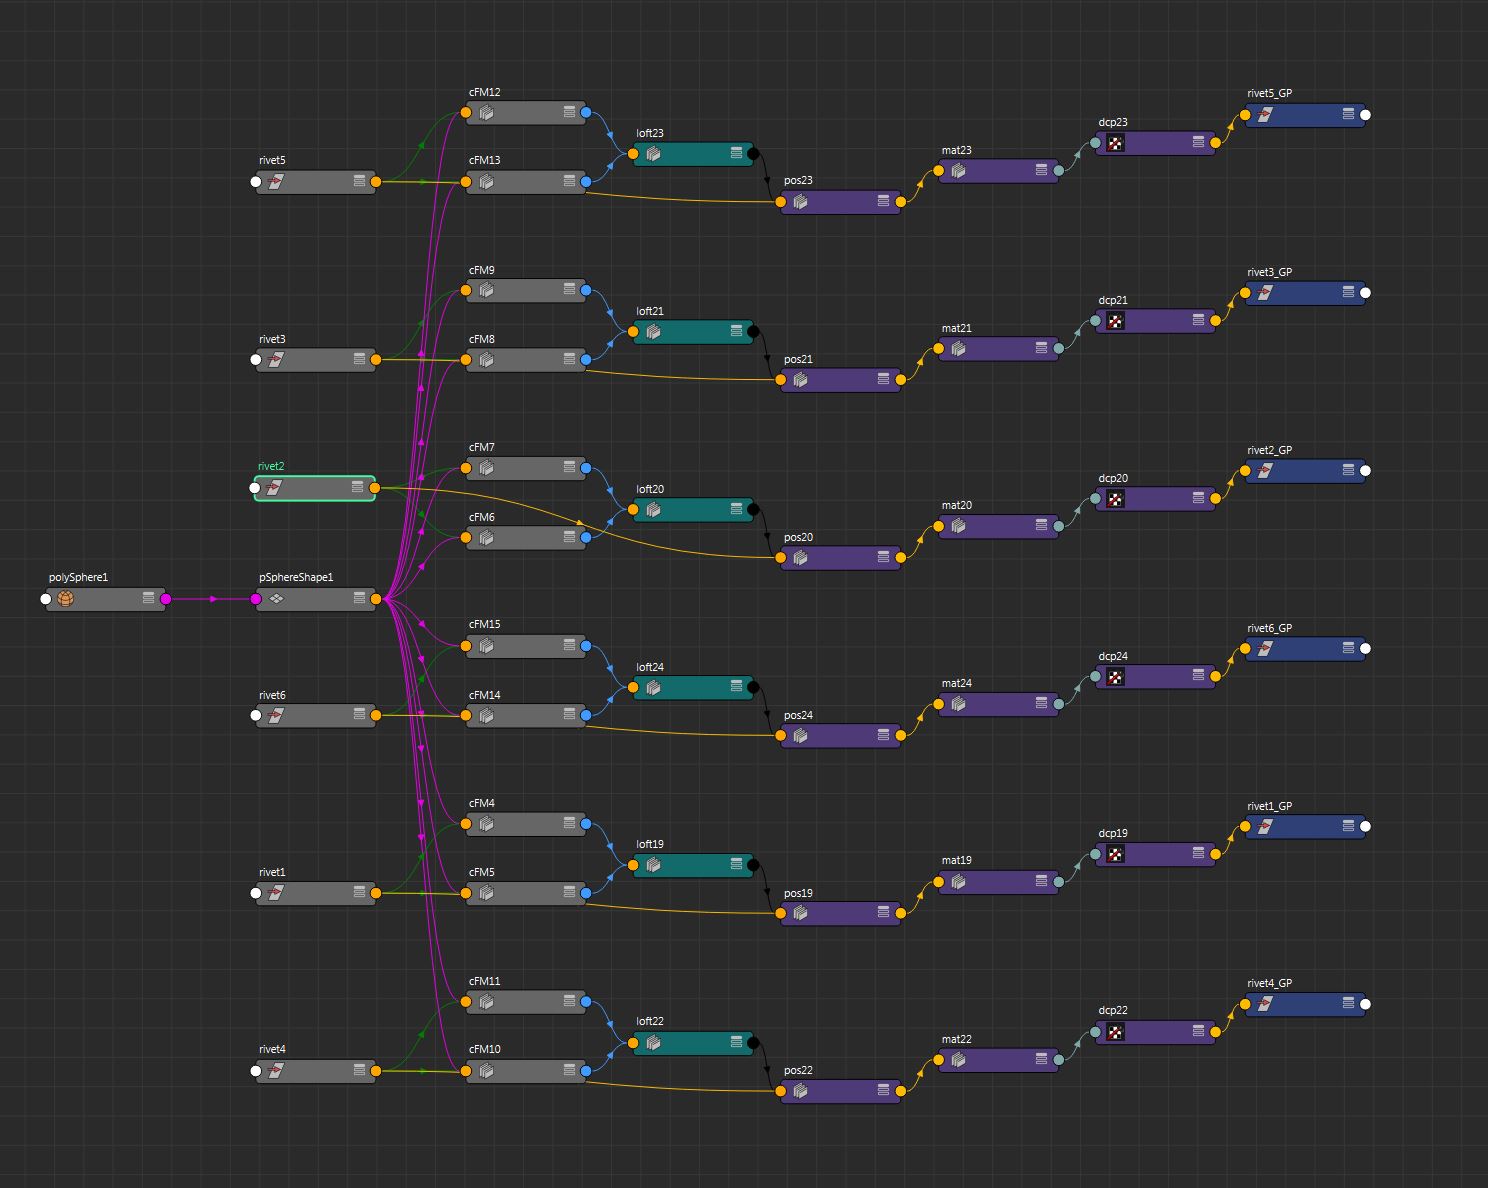 cFM12
rivet5_GP
dcp23
loft23
mat23
rivet5
cFM13
pos23
cFM9
rivet3_GP
dcp21
loft21
mat21
rivet3
cFM8
pos21
cFM7
rivet2_GP
rivet2
dcp20
loft20
mat20
cFM6
pos20
polySphere1
pSphereShape1
cFM15
rivet6_GP
dcp24
loft24
mat24
rivet6
cFM14
pos24
cFM4
rivet1_GP
dcp19
loft19
mat19
rivet1
cFM5
pos19
cFM11
rivet4_GP
dcp22
loft22
mat22
rivet4
cFM10
pos22